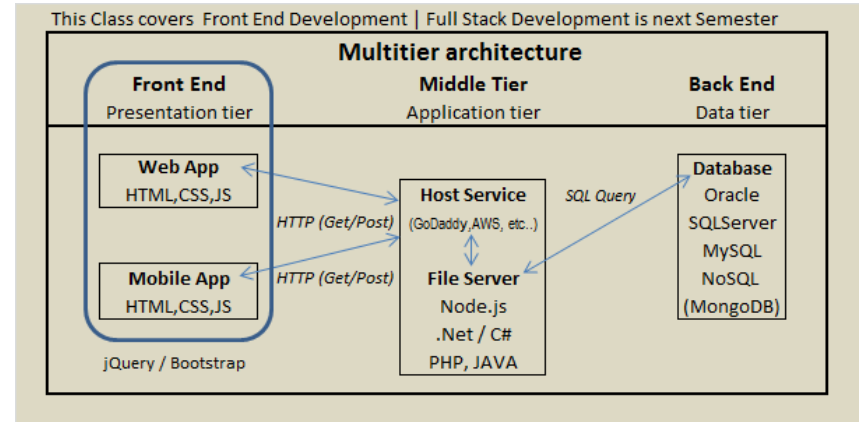 This Class covers Front End Development | Full Stack Development is next Semester
Multitier architecture
Front End
Presentation tier
Middle Tier
Application tier
Back End
Data tier
Web App
HTML,CSS,JS
HTTP (Get/Post)
Mobile App
HTML,CSS,JS
HTTP (Get/Post)
jQuery / Bootstrap
Host Service
(GoDaddy,AWS, etc..)
File Server
Node.js
.Net / C#
PHP, JAVA
SQL Query
Database
Oracle
SQLServer
MySQL
NoSQL
(MongoDB)